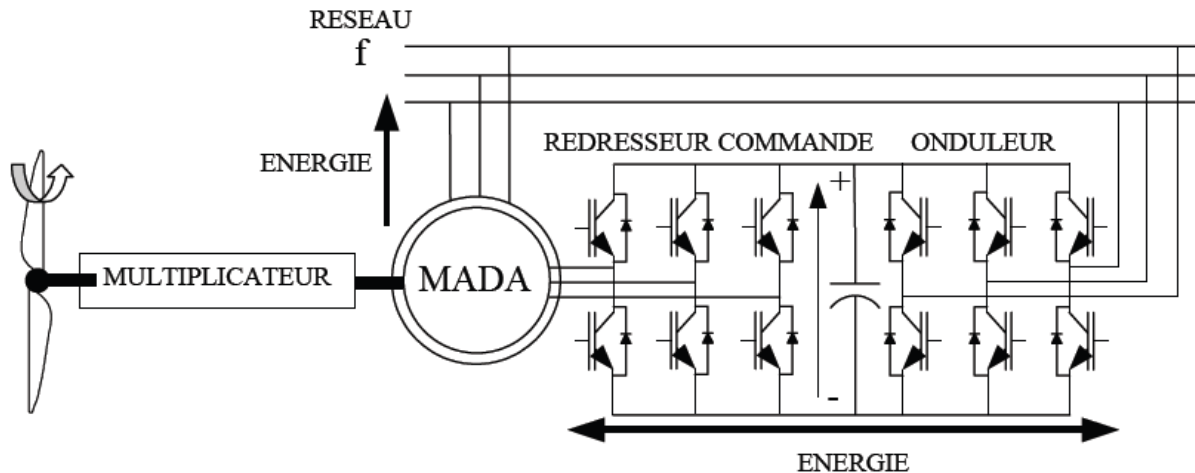 RESEAU
f
ENERGIE
REDRESSEUR COMMANDE
ONDULEUR
+
MULTIPLICATEUR
MADA
-
ENERGIE